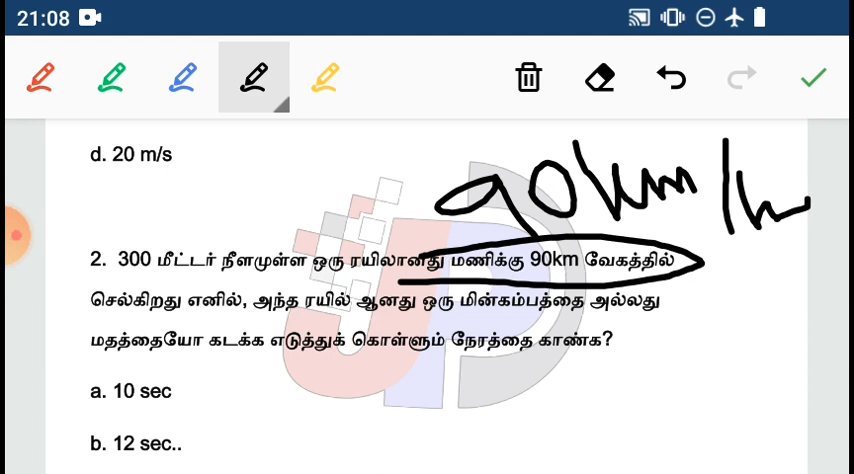 21:08
d. 20 m/s
90km/h
2. 300 மீட்டர் நீளமுள்ள ஒரு ரயிலானது மணிக்கு 90km வேகத்தில்
செல்கிறது எனில், அந்த ரயில் ஆனது ஒரு மின்கம்பத்தை அல்லது
மதத்தையோ கடக்க எடுத்துக் கொள்ளும் நேரத்தை காண்க?
a. 10 sec
b. 12 sec..